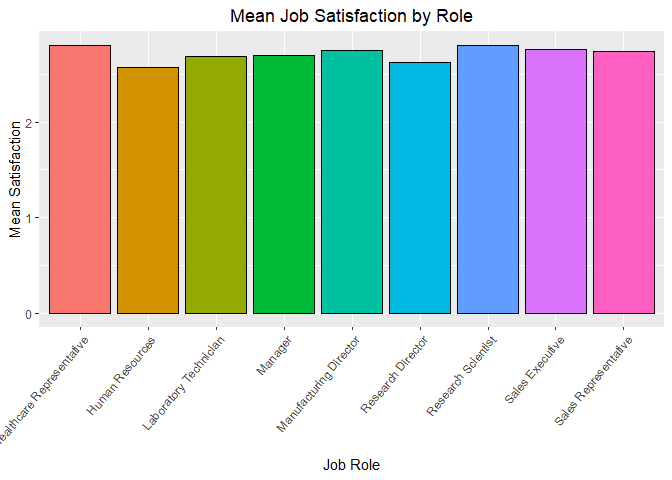 Mean Job Satisfaction by Role
Mean Satisfaction
2
1
0
Representative
Human Resources
Laboratory Technician
Manager
Manufacturing Director
Research Director
Research Scientist
Sales Executive
Sales Representative
Job Role